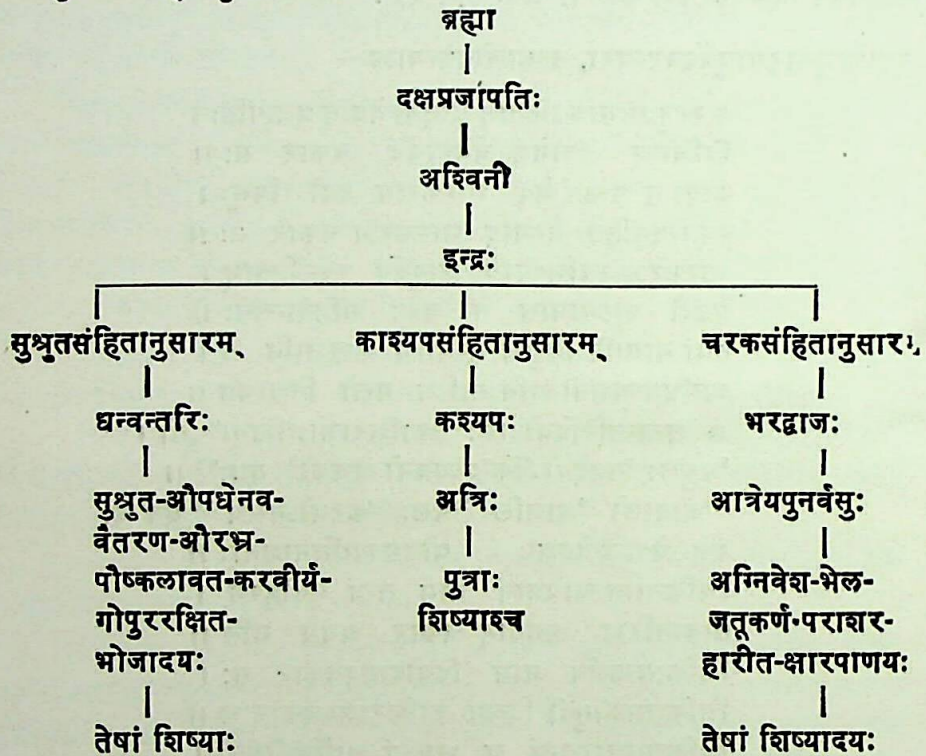 ब्रह्मा
दक्षप्रजापतिः
अश्विनी
इन्द्रः
सुश्रुतसंहितानुसारम् काश्यपसंहितानुसारम् चरकसंहितानुसारम्
धन्वन्तरिः कश्यपः भरद्वाजः
सुश्रुत-औपधेनव- अत्रिः आत्रेयपुनर्वसुः
वैतरण-औरभ्र-
पौष्कलावत-करवीर्य- पुत्राः अग्निवेश-भेल-
गोपुररक्षित- शिष्याश्च जतूकर्ण-पराशर-
भोजादयः हारीत-क्षारपाणयः
तेषां शिष्याः तेषां शिष्यादयः